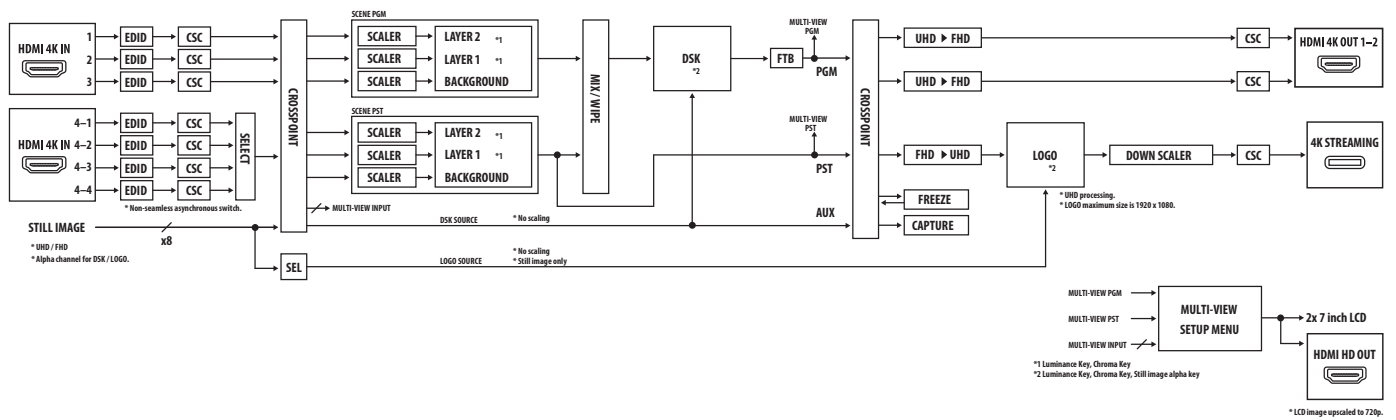 SCENE PGM
HDMI 4K IN
1
2
3
EDID
CSC
EDID
CSC
EDID
CSC
HDMI 4K IN
4–1
4–2
4–3
4–4
EDID
CSC
EDID
CSC
EDID
CSC
EDID
CSC
SELECT
* Non-seamless asynchronous switch.
STILL IMAGE
x8
* UHD / FHD
* Alpha channel for DSK / LOGO.
SEL
CROSSPOINT
SCALER
LAYER 2 *1
SCALER
LAYER 1 *1
SCALER
BACKGROUND
SCENE PST
SCALER
LAYER 2 *1
SCALER
LAYER 1 *1
SCALER
BACKGROUND
MULTI-VIEW INPUT
DSK SOURCE
* No scaling
LOGO SOURCE
* No scaling
* Still image only
MIX / WIPE
DSK
*2
FTB
MULTI-VIEW
PGM
PGM
MULTI-VIEW
PST
PST
AUX
CROSSPOINT
UHD ▶ FHD
CSC
UHD ▶ FHD
CSC
HDMI 4K OUT 1–2
FHD ▶ UHD
LOGO
*2
DOWN SCALER
CSC
4K STREAMING
FREEZE
CAPTURE
* UHD processing.
* LOGO maximum size is 1920 x 1080.
MULTI-VIEW PGM
MULTI-VIEW PST
MULTI-VIEW INPUT
MULTI-VIEW
SETUP MENU
2x 7 inch LCD
HDMI HD OUT
*1 Luminance Key, Chroma Key
*2 Luminance Key, Chroma Key, Still image alpha key
* LCD image upscaled to 720p.